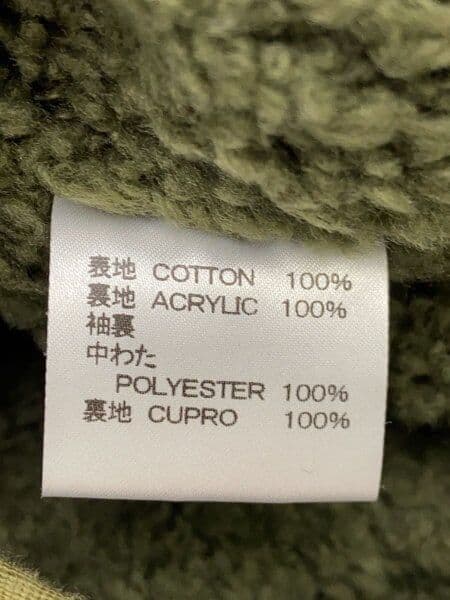 表地 COTTON 100%
裏地 ACRYLIC 100%
袖裏
中わた
POLYESTER 100%
裏地 CUPRO 100%